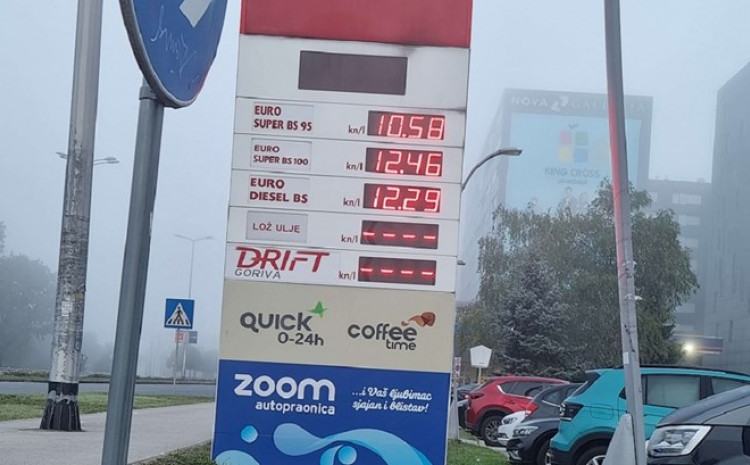 EURO
SUPER BS 95 kn/l 10.58
EURO
SUPER BS 100 kn/l 12.46
EURO
DIESEL BS kn/l 12.29
LOŽ ULJE kn/l ----
DRIFT
GORIVA kn/l ----
QUICK
0-24h
coffee
time
zoom
autopraonica
...i Vaš ljubimac
sjajan i blistav!
NOVA GALERIJA
KING CROSS